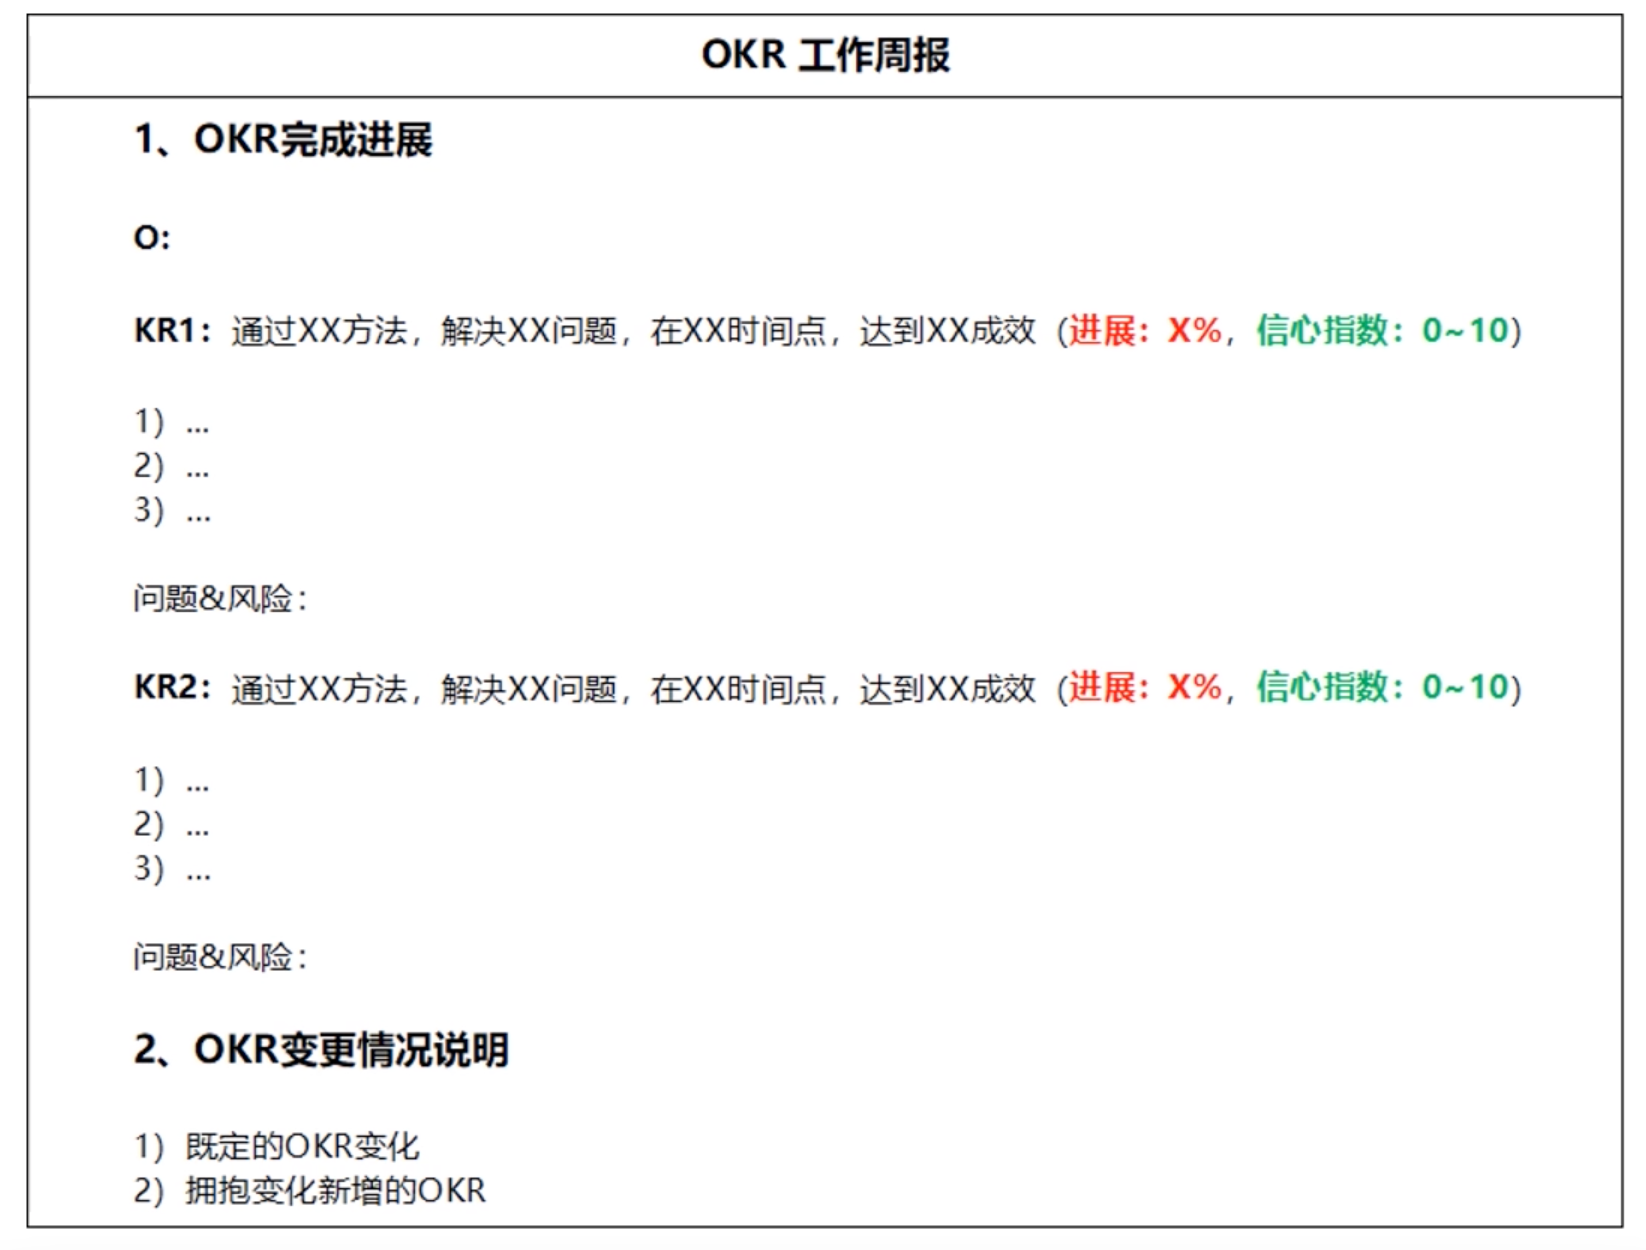 OKR 工作周报
1、OKR完成进展
O:
KR1：通过XX方法，解决XX问题，在XX时间点，达到XX成效（进展：X%，信心指数：0~10）
1）...
2）...
3）...
问题&风险：
KR2：通过XX方法，解决XX问题，在XX时间点，达到XX成效（进展：X%，信心指数：0~10）
1）...
2）...
3）...
问题&风险：
2、OKR变更情况说明
1）既定的OKR变化
2）拥抱变化新增的OKR